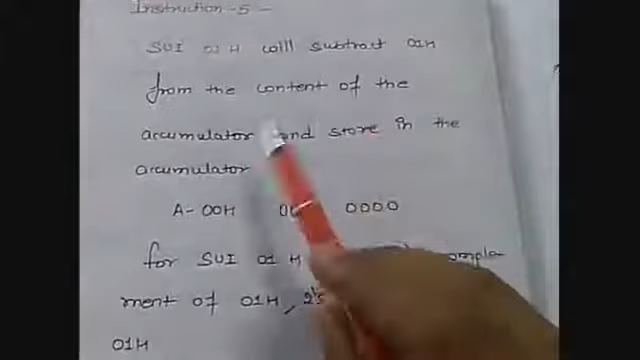 Instruction-5-
SUI 01 H will subtract 01H
from the content of the
accumulator and store in the
accumulator
A- 00H 0000
for SUI 01 H
ment of 01H, 2's
01H